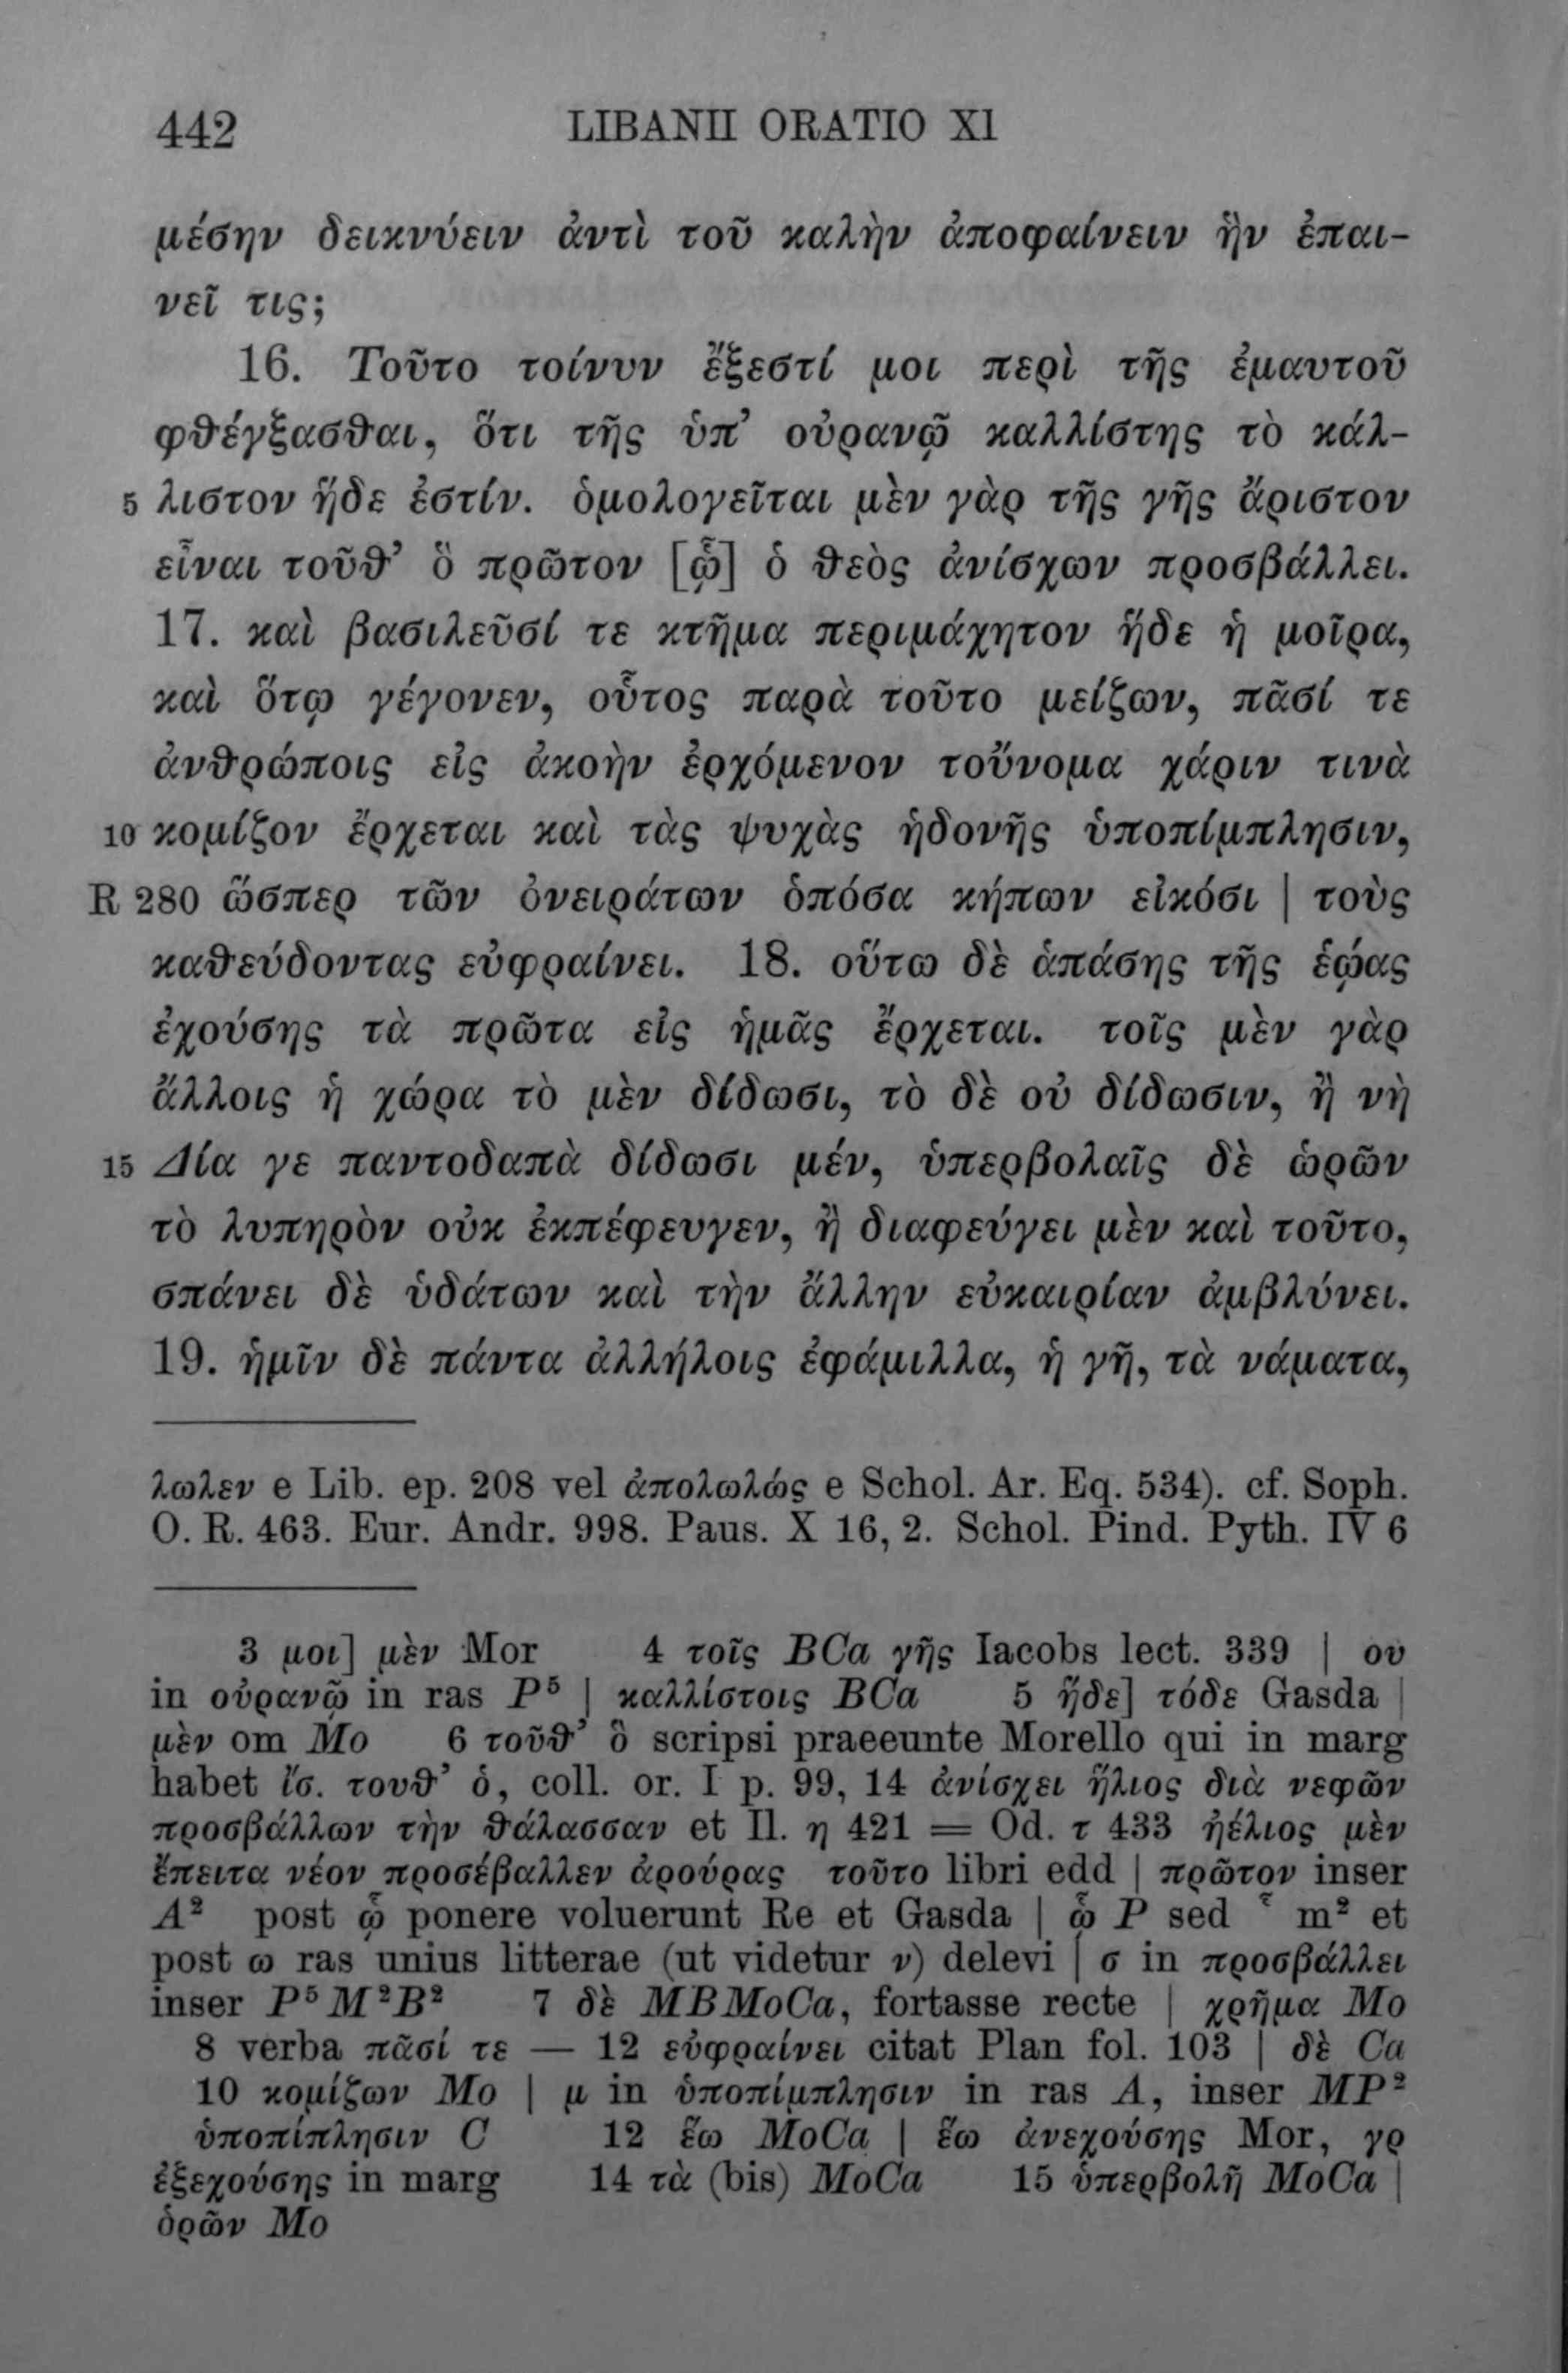 442 LIBANII ORATIO XI
μέσην δεικνύειν ἀντὶ τοῦ καλὴν ἀποφαίνειν ἣν ἐπαι-
νεῖ τις;
16. Τοῦτο τοίνυν ἔξεστί μοι περὶ τῆς ἐμαυτοῦ
φθέγξασθαι, ὅτι τῆς ὑπ’ οὐρανῷ καλλίστης τὸ κάλ-
5 λιστον ἥδε ἐστίν. ὁμολογεῖται μὲν γὰρ τῆς γῆς ἄριστον
εἶναι τοῦθ’ ὃ πρῶτον [ᾧ] ὁ θεὸς ἀνίσχων προσβάλλει.
17. καὶ βασιλεῦσί τε κτῆμα περιμάχητον ἥδε ἡ μοῖρα,
καὶ ὅτῳ γέγονεν, οὗτος παρὰ τοῦτο μείζων, πᾶσί τε
ἀνθρώποις εἰς ἀκοὴν ἐρχόμενον τοὔνομα χάριν τινὰ
10 κομίζον ἔρχεται καὶ τὰς ψυχὰς ἡδονῆς ὑποπίμπλησιν,
R 280 ὥσπερ τῶν ὀνειράτων ὁπόσα κήπων εἰκόσι | τοὺς
καθεύδοντας εὐφραίνει. 18. οὕτω δὲ ἁπάσης τῆς ἑῴας
ἐχούσης τὰ πρῶτα εἰς ἡμᾶς ἔρχεται. τοῖς μὲν γὰρ
ἄλλοις ἡ χώρα τὸ μὲν δίδωσι, τὸ δὲ οὐ δίδωσιν, ἢ νὴ
15 Δία γε παντοδαπὰ δίδωσι μέν, ὑπερβολαῖς δὲ ὡρῶν
τὸ λυπηρὸν οὐκ ἐκπέφευγεν, ἢ διαφεύγει μὲν καὶ τοῦτο,
σπάνει δὲ ὑδάτων καὶ τὴν ἄλλην εὐκαιρίαν ἀμβλύνει.
19. ἡμῖν δὲ πάντα ἀλλήλοις ἐφάμιλλα, ἡ γῆ, τὰ νάματα,
λωλεν e Lib. ep. 208 vel ἀπολωλώς e Schol. Ar. Eq. 534). cf. Soph.
O. R. 463. Eur. Andr. 998. Paus. X 16, 2. Schol. Pind. Pyth. IV 6
3 μοι] μὲν Mor 4 τοῖς BCa γῆς Iacobs lect. 339 | ου
in οὐρανῷ in ras P⁵ | καλλίστοις BCa 5 ἥδε] τόδε Gasda |
μὲν om Mo 6 τοῦθ’ ὃ scripsi praeeunte Morello qui in marg
habet ἴσ. τουθ’ ὁ, coll. or. I p. 99, 14 ἀνίσχει ἥλιος διὰ νεφῶν
προσβάλλων τὴν θάλασσαν et Il. η 421 = Od. τ 433 ἠέλιος μὲν
ἔπειτα νέον προσέβαλλεν ἀρούρας τοῦτο libri edd | πρῶτον inser
A² post ᾧ ponere voluerunt Re et Gasda | ᾧ P sed ῟ m² et
post ω ras unius litterae (ut videtur ν) delevi | σ in προσβάλλει
inser P⁵ M²B² 7 δὲ MBMoCa, fortasse recte | χρῆμα Mo
8 verba πᾶσί τε — 12 εὐφραίνει citat Plan fol. 103 | δὲ Ca
10 κομίζων Mo | μ in ὑποπίμπλησιν in ras A, inser MP²
ὑποπίπλησιν C 12 ἕω MoCa | ἕω ἀνεχούσης Mor, γρ
ἐξεχούσης in marg 14 τὰ (bis) MoCa 15 ὑπερβολῇ MoCa |
ὁρῶν Mo